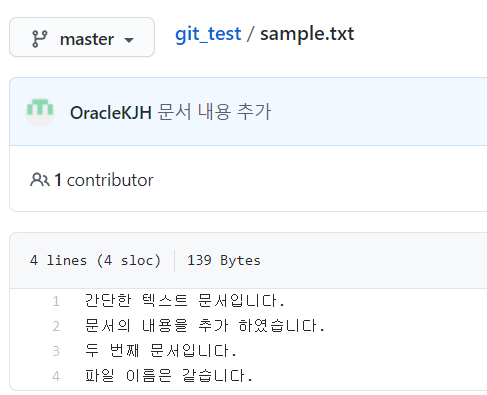 master git_test / sample.txt
OracleKJH 문서 내용 추가
1 contributor
4 lines (4 sloc) 139 Bytes
1 간단한 텍스트 문서입니다.
2 문서의 내용을 추가 하였습니다.
3 두 번째 문서입니다.
4 파일 이름은 같습니다.